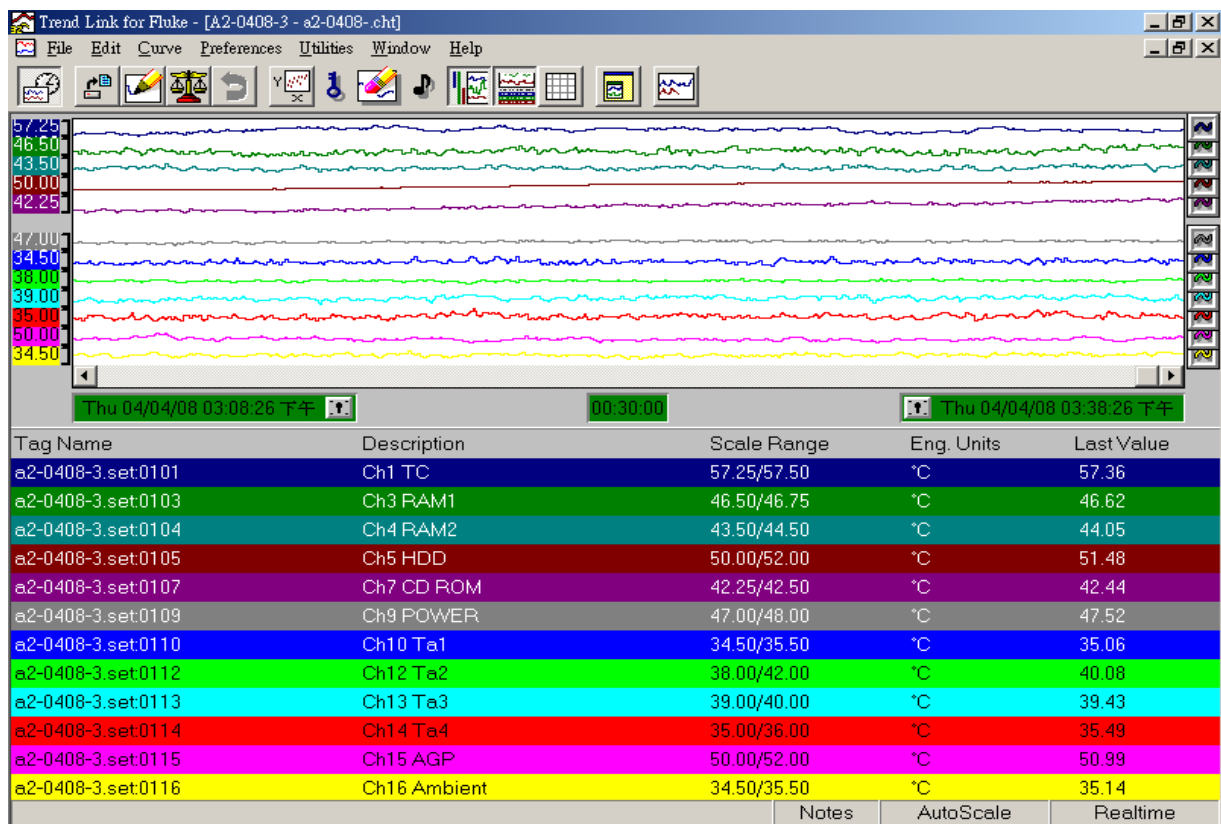 Trend Link for Fluke - [A2-0408-3 - a2-0408-.cht]
File Edit Curve Preferences Utilities Window Help
57.25
46.50
43.50
50.00
42.25
47.00
34.50
38.00
39.00
35.00
50.00
34.50
Thu 04/04/08 03:08:26 下午 00:30:00 Thu 04/04/08 03:38:26 下午
Tag Name Description Scale Range Eng. Units Last Value
a2-0408-3.set:0101 Ch1 TC 57.25/57.50 °C 57.36
a2-0408-3.set:0103 Ch3 RAM1 46.50/46.75 °C 46.62
a2-0408-3.set:0104 Ch4 RAM2 43.50/44.50 °C 44.05
a2-0408-3.set:0105 Ch5 HDD 50.00/52.00 °C 51.48
a2-0408-3.set:0107 Ch7 CD ROM 42.25/42.50 °C 42.44
a2-0408-3.set:0109 Ch9 POWER 47.00/48.00 °C 47.52
a2-0408-3.set:0110 Ch10 Ta1 34.50/35.50 °C 35.06
a2-0408-3.set:0112 Ch12 Ta2 38.00/42.00 °C 40.08
a2-0408-3.set:0113 Ch13 Ta3 39.00/40.00 °C 39.43
a2-0408-3.set:0114 Ch14 Ta4 35.00/36.00 °C 35.49
a2-0408-3.set:0115 Ch15 AGP 50.00/52.00 °C 50.99
a2-0408-3.set:0116 Ch16 Ambient 34.50/35.50 °C 35.14
Notes AutoScale Realtime